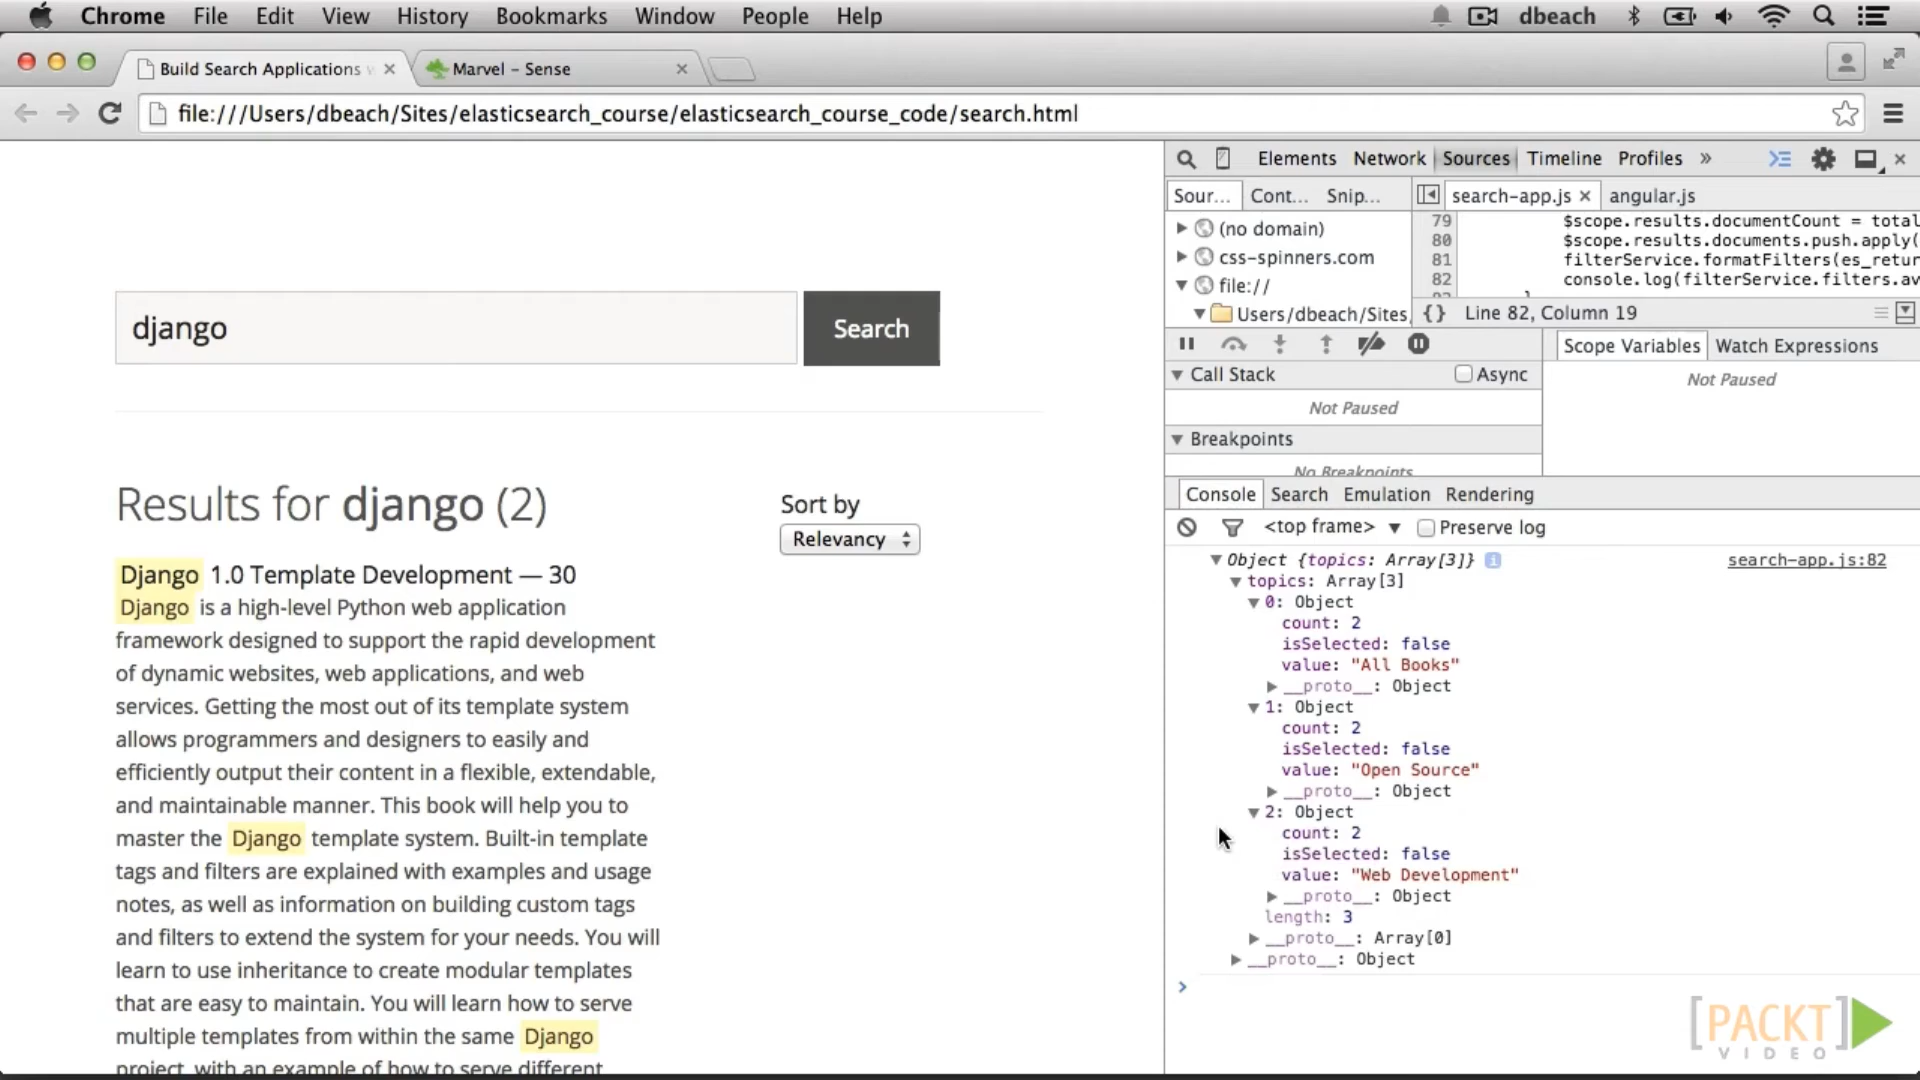 Chrome File Edit View History Bookmarks Window People Help dbeach
Build Search Applications
Marvel – Sense
file:///Users/dbeach/Sites/elasticsearch_course/elasticsearch_course_code/search.html
django
Search
Results for django (2)
Sort by
Relevancy
Django 1.0 Template Development — 30
Django is a high-level Python web application
framework designed to support the rapid development
of dynamic websites, web applications, and web
services. Getting the most out of its template system
allows programmers and designers to easily and
efficiently output their content in a flexible, extendable,
and maintainable manner. This book will help you to
master the Django template system. Built-in template
tags and filters are explained with examples and usage
notes, as well as information on building custom tags
and filters to extend the system for your needs. You will
learn to use inheritance to create modular templates
that are easy to maintain. You will learn how to serve
multiple templates from within the same Django
project, with an example of how to serve different
Elements Network Sources Timeline Profiles »
Sour... Cont... Snip...
(no domain)
css-spinners.com
file://
Users/dbeach/Sites
search-app.js angular.js
79 $scope.results.documentCount = total
80 $scope.results.documents.push.apply(
81 filterService.formatFilters(es_retur
82 console.log(filterService.filters.av
{} Line 82, Column 19
Call Stack Async
Not Paused
Breakpoints
No Breakpoints
Scope Variables Watch Expressions
Not Paused
Console Search Emulation Rendering
<top frame> Preserve log
Object {topics: Array[3]} search-app.js:82
topics: Array[3]
0: Object
count: 2
isSelected: false
value: "All Books"
__proto__: Object
1: Object
count: 2
isSelected: false
value: "Open Source"
__proto__: Object
2: Object
count: 2
isSelected: false
value: "Web Development"
__proto__: Object
length: 3
__proto__: Array[0]
__proto__: Object
[PACKT]
VIDEO